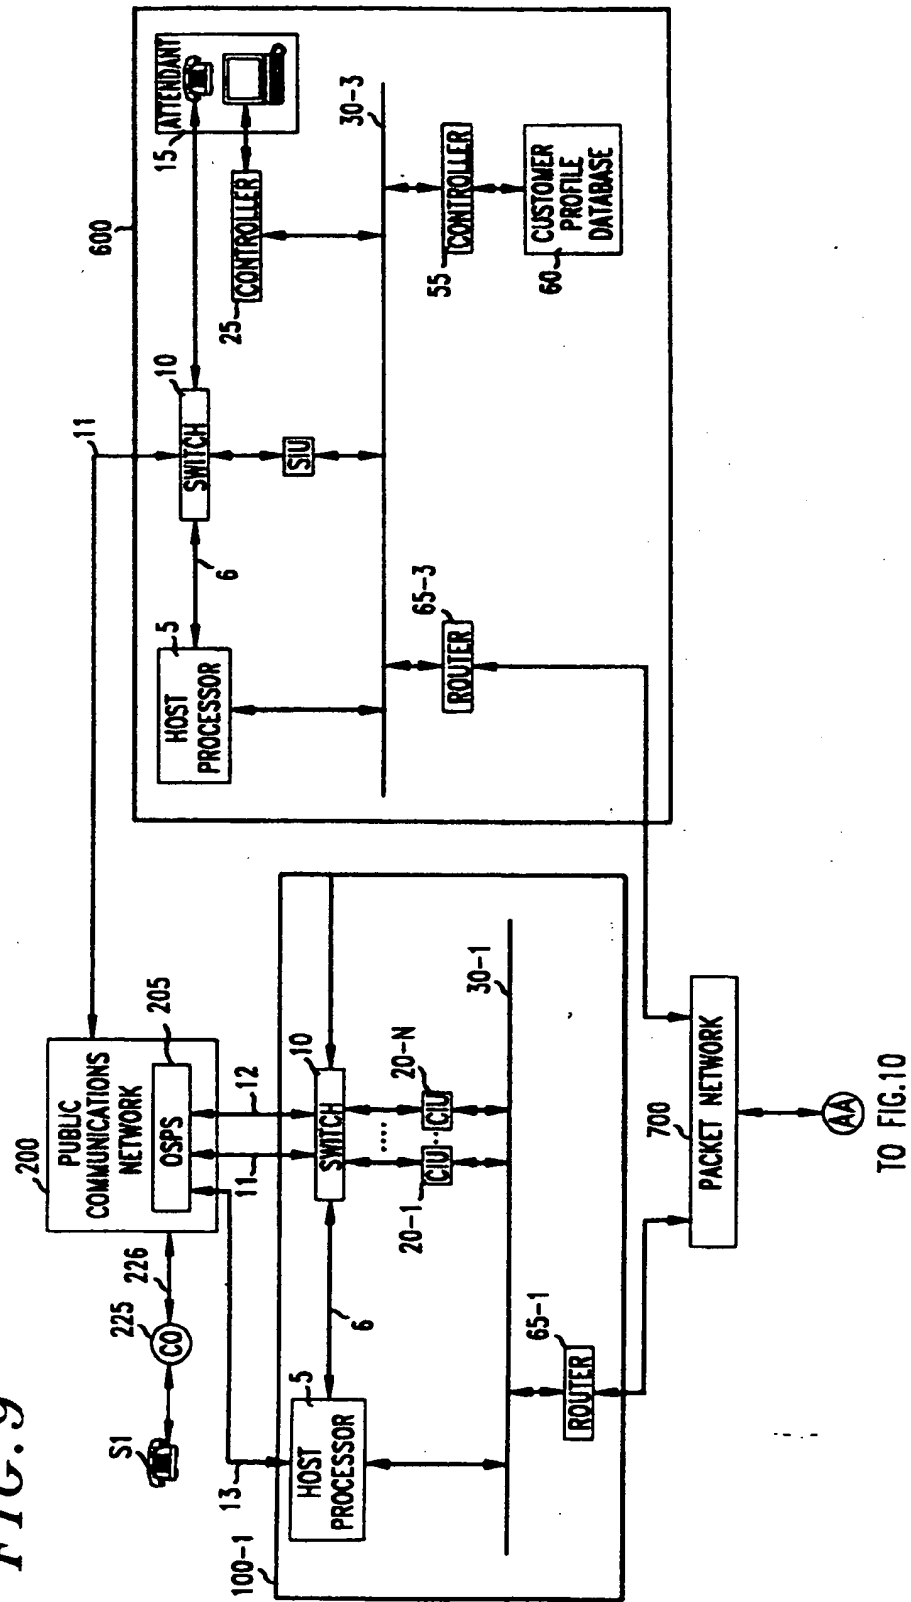 FIG. 9
S1
225
CO
226
200
PUBLIC
COMMUNICATIONS
NETWORK
OSPS
205
11
13
11
12
100-1
HOST
PROCESSOR
5
6
SWITCH
10
20-1
CIU
...
.....
CIU
20-N
30-1
ROUTER
65-1
600
HOST
PROCESSOR
5
6
SWITCH
10
SIU
15
ATTENDANT
25
CONTROLLER
30-3
ROUTER
65-3
55
CONTROLLER
60
CUSTOMER
PROFILE
DATABASE
700
PACKET NETWORK
AA
TO FIG.10